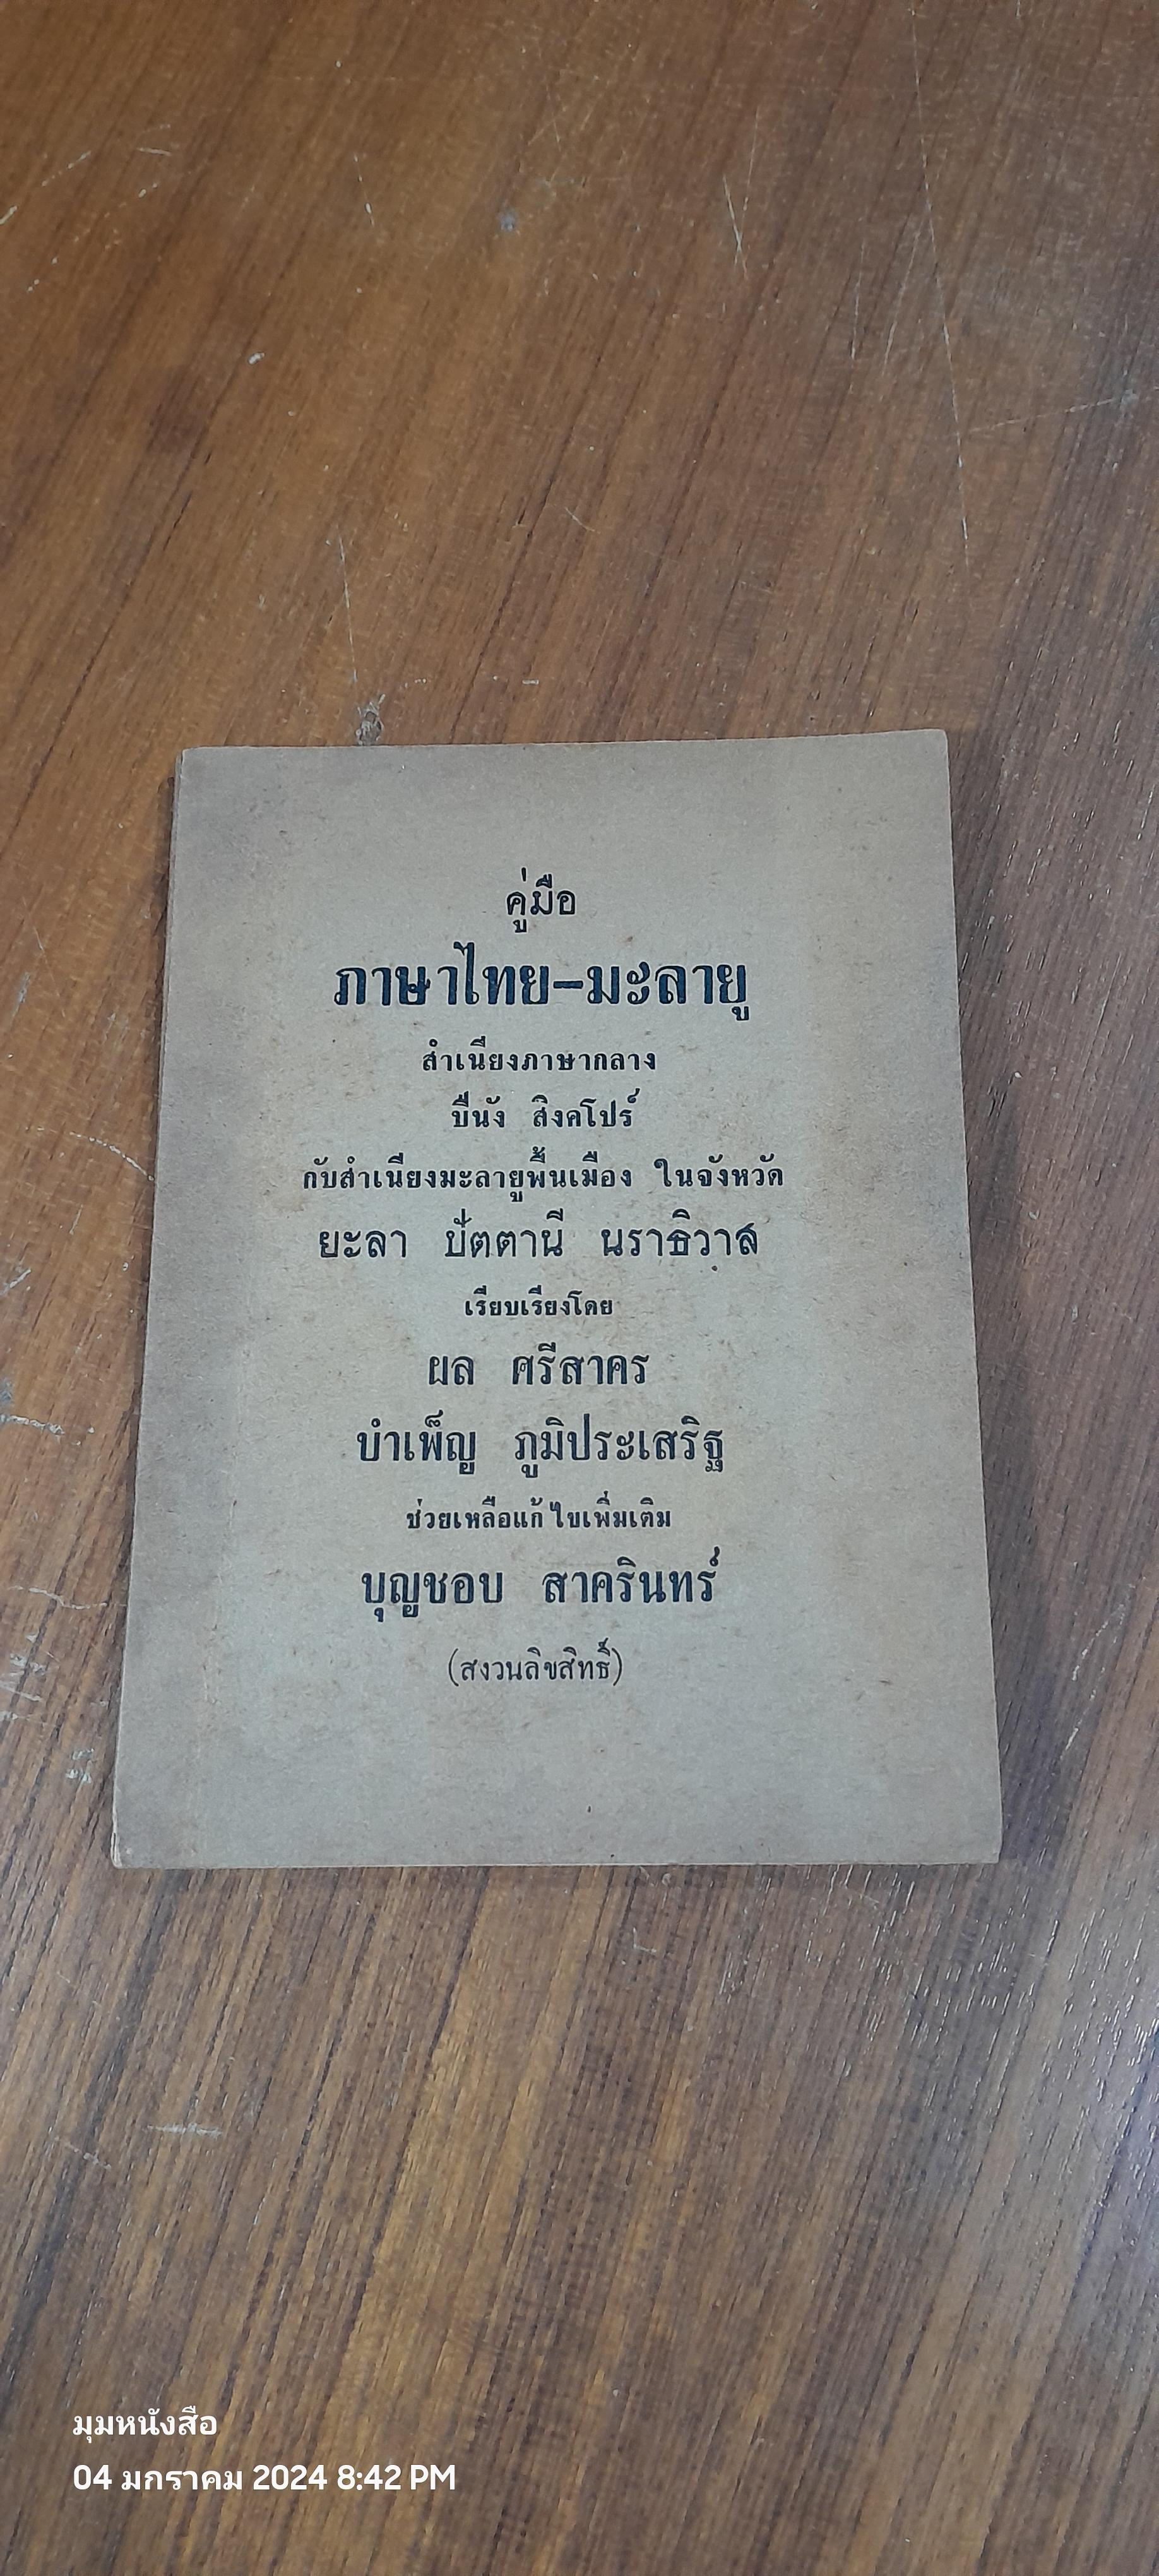 คู่มือ
ภาษาไทย-มะลายู
สำเนียงภาษากลาง
ปีนัง สิงคโปร์
กับสำเนียงมะลายูพื้นเมือง ในจังหวัด
ยะลา ปัตตานี นราธิวาส
เรียบเรียงโดย
ผล ศรีสาคร
บำเพ็ญ ภูมิประเสริฐ
ช่วยเหลือแก้ไขเพิ่มเติม
บุญชอบ สาครินทร์
(สงวนลิขสิทธิ์)
มุมหนังสือ
04 มกราคม 2024 8:42 PM